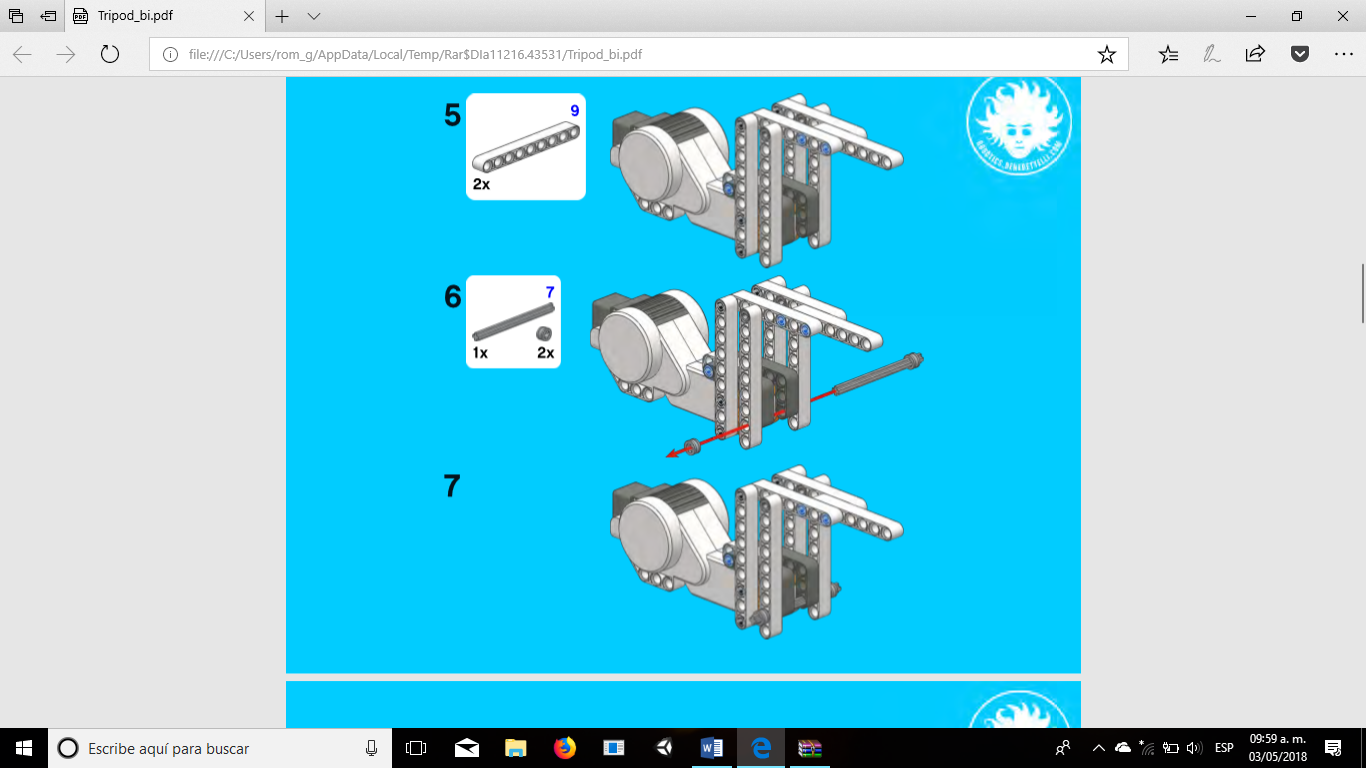 Tripod_bi.pdf
file:///C:/Users/rom_g/AppData/Local/Temp/Rar$DIa11216.43531/Tripod_bi.pdf
5
9
2x
6
7
1x
2x
7
Escribe aquí para buscar
ESP
09:59 a. m.
03/05/2018